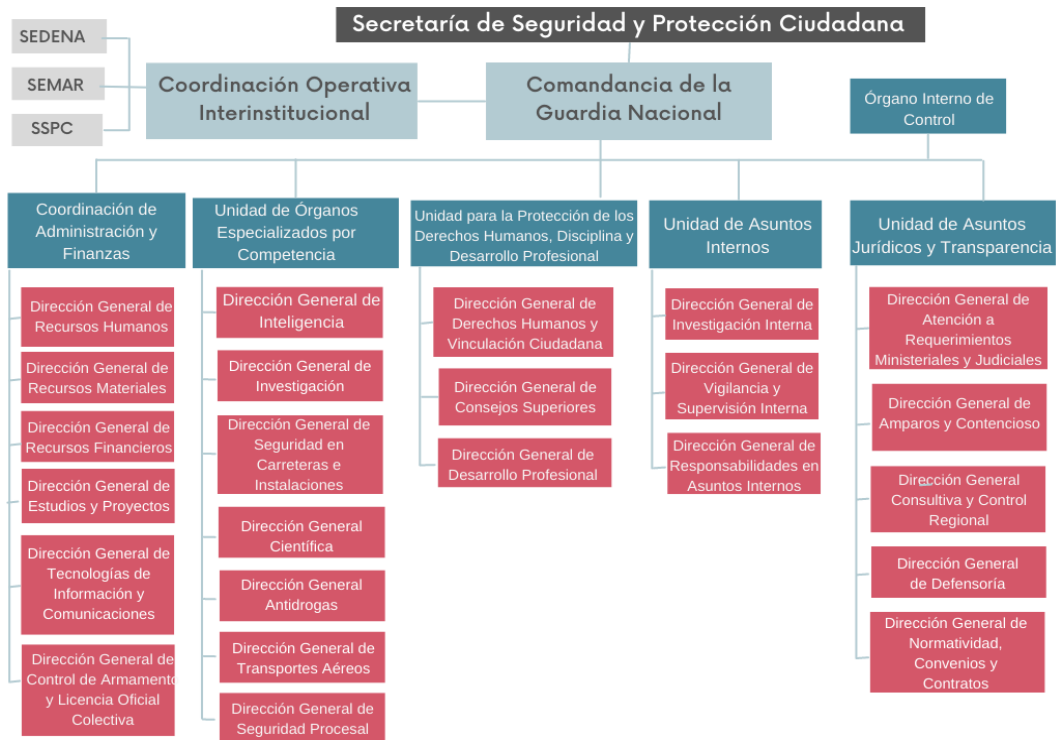 Secretaría de Seguridad y Protección Ciudadana
SEDENA
SEMAR
SSPC
Coordinación Operativa
Interinstitucional
Comandancia de la
Guardia Nacional
Órgano Interno de
Control
Coordinación de
Administración y
Finanzas
Dirección General de
Recursos Humanos
Dirección General de
Recursos Materiales
Dirección General de
Recursos Financieros
Dirección General de
Estudios y Proyectos
Dirección General de
Tecnologías de
Información y
Comunicaciones
Dirección General de
Control de Armamento
y Licencia Oficial
Colectiva
Unidad de Órganos
Especializados por
Competencia
Dirección General de
Inteligencia
Dirección General de
Investigación
Dirección General de
Seguridad en
Carreteras e
Instalaciones
Dirección General
Científica
Dirección General
Antidrogas
Dirección General de
Transportes Aéreos
Dirección General de
Seguridad Procesal
Unidad para la Protección de los
Derechos Humanos, Disciplina y
Desarrollo Profesional
Dirección General de
Derechos Humanos y
Vinculación Ciudadana
Dirección General de
Consejos Superiores
Dirección General de
Desarrollo Profesional
Unidad de Asuntos
Internos
Dirección General de
Investigación Interna
Dirección General de
Vigilancia y
Supervisión Interna
Dirección General de
Responsabilidades en
Asuntos Internos
Unidad de Asuntos
Jurídicos y Transparencia
Dirección General de
Atención a
Requerimientos
Ministeriales y Judiciales
Dirección General de
Amparos y Contencioso
Dirección General
Consultiva y Control
Regional
Dirección General
de Defensoría
Dirección General de
Normatividad,
Convenios y
Contratos